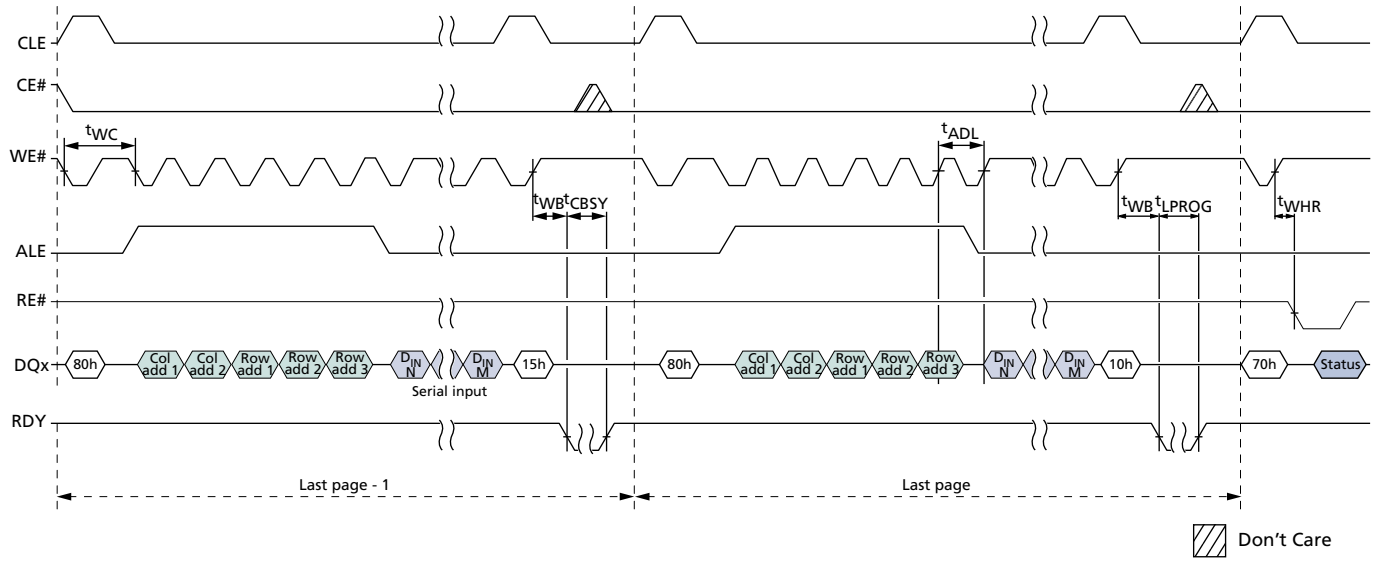 CLE
CE#
tWC
tADL
WE#
tWB tCBSY
tWB tLPROG
tWHR
ALE
RE#
DQx
80h
Col add 1
Col add 2
Row add 1
Row add 2
Row add 3
DIN N
DIN M
15h
80h
Col add 1
Col add 2
Row add 1
Row add 2
Row add 3
DIN N
DIN M
10h
70h
Status
Serial input
RDY
Last page - 1
Last page
Don't Care